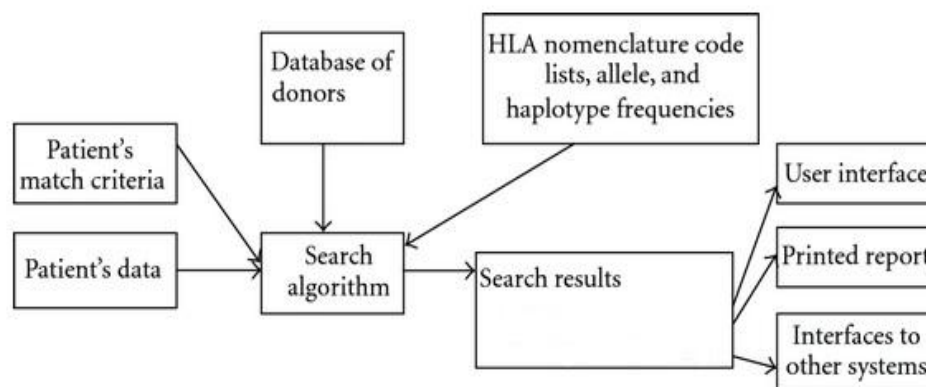 Database of
donors
HLA nomenclature code
lists, allele, and
haplotype frequencies
Patient's
match criteria
User interface
Patient's data
Search
algorithm
Search results
Printed report
Interfaces to
other systems